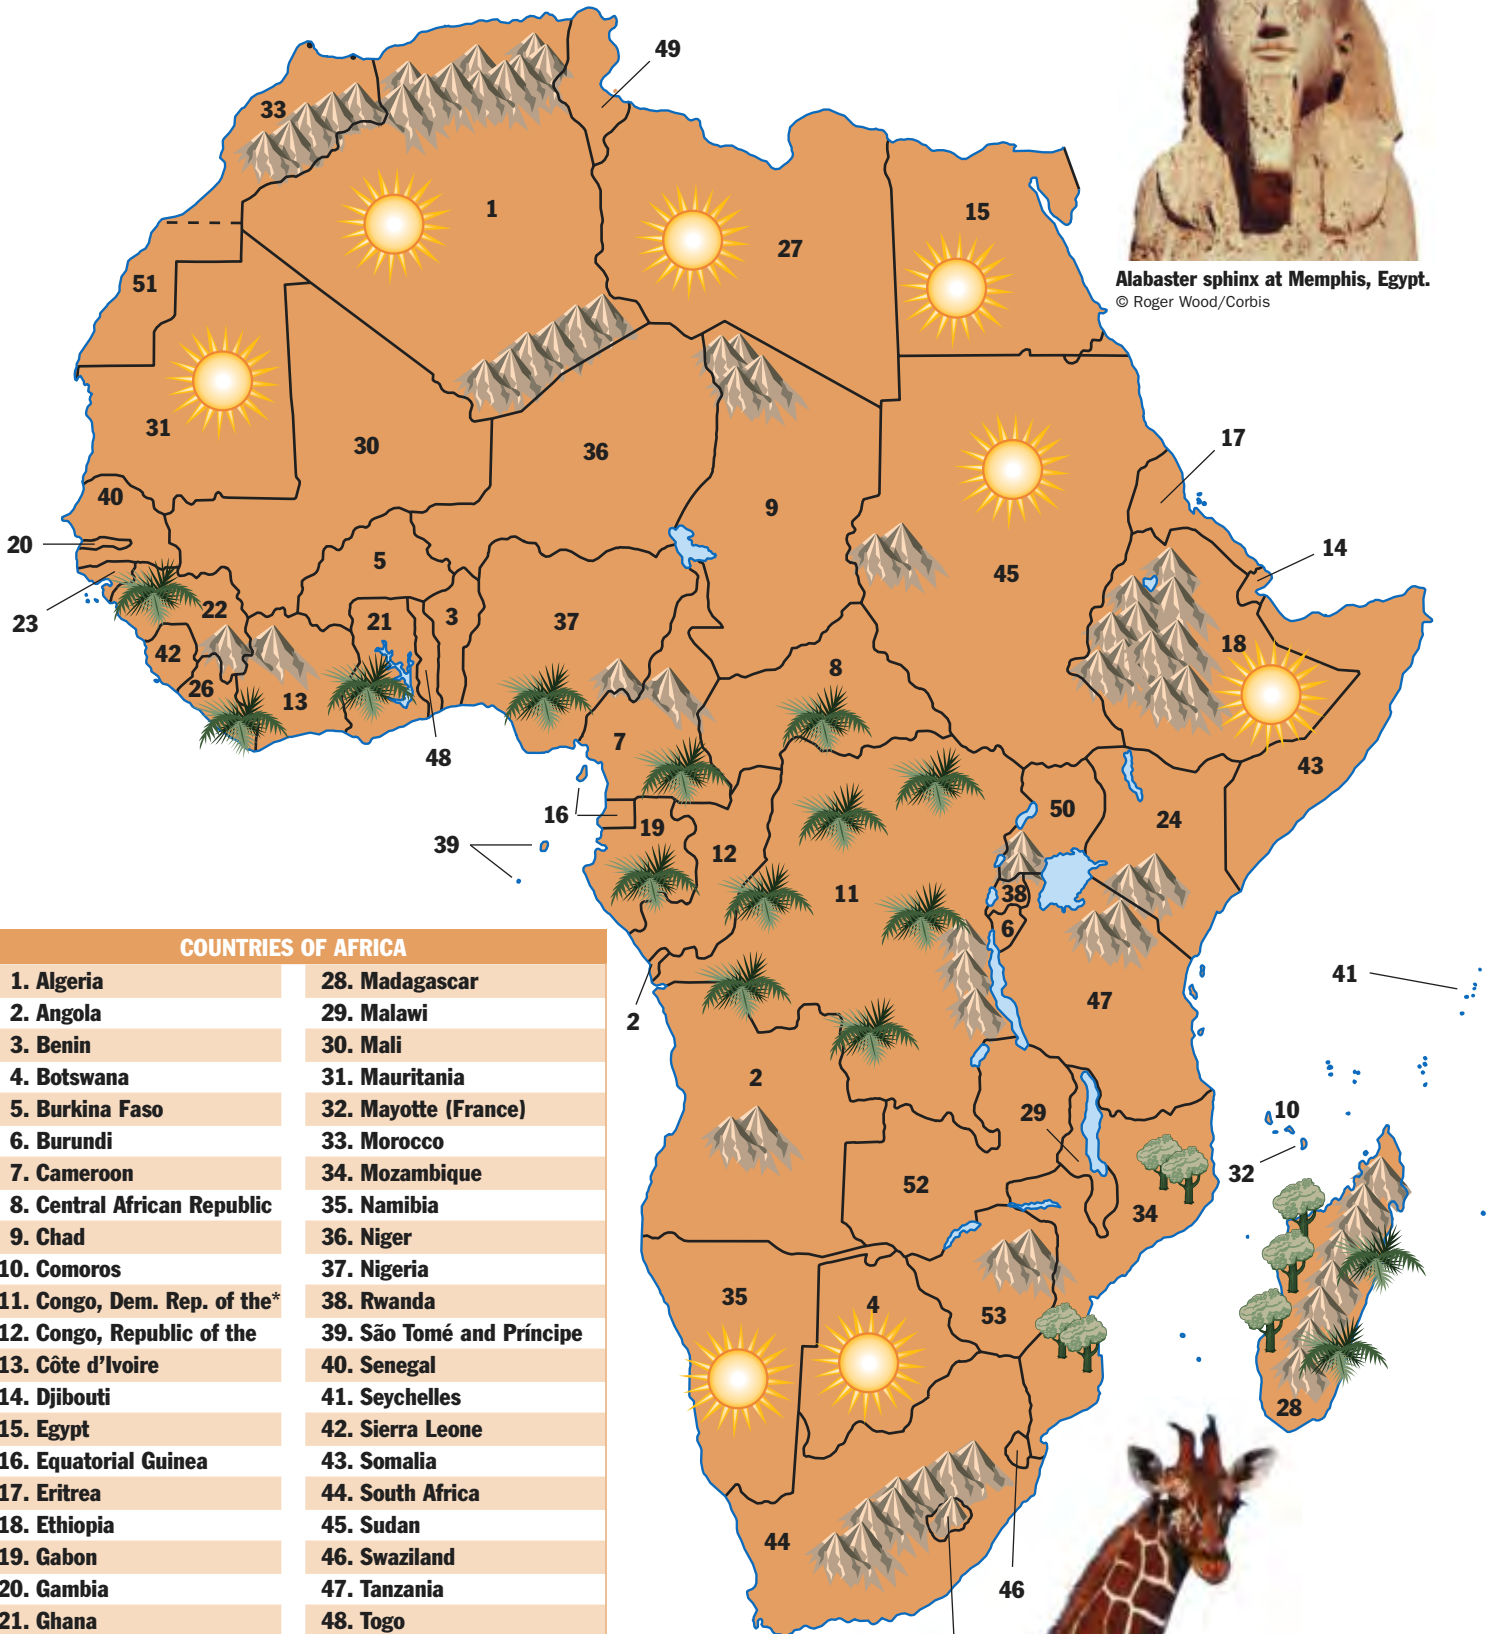 49
33
1
27
15
Alabaster sphinx at Memphis, Egypt.
© Roger Wood/Corbis
51
31
30
36
9
17
40
20
5
45
14
23
22
21
3
37
18
42
8
26
13
7
48
43
16
50
24
19
39
12
11
38
6
41
47
2
2
10
29
32
52
34
35
4
53
28
44
46
COUNTRIES OF AFRICA
1. Algeria
2. Angola
3. Benin
4. Botswana
5. Burkina Faso
6. Burundi
7. Cameroon
8. Central African Republic
9. Chad
10. Comoros
11. Congo, Dem. Rep. of the*
12. Congo, Republic of the
13. Côte d’Ivoire
14. Djibouti
15. Egypt
16. Equatorial Guinea
17. Eritrea
18. Ethiopia
19. Gabon
20. Gambia
21. Ghana
28. Madagascar
29. Malawi
30. Mali
31. Mauritania
32. Mayotte (France)
33. Morocco
34. Mozambique
35. Namibia
36. Niger
37. Nigeria
38. Rwanda
39. São Tomé and Príncipe
40. Senegal
41. Seychelles
42. Sierra Leone
43. Somalia
44. South Africa
45. Sudan
46. Swaziland
47. Tanzania
48. Togo